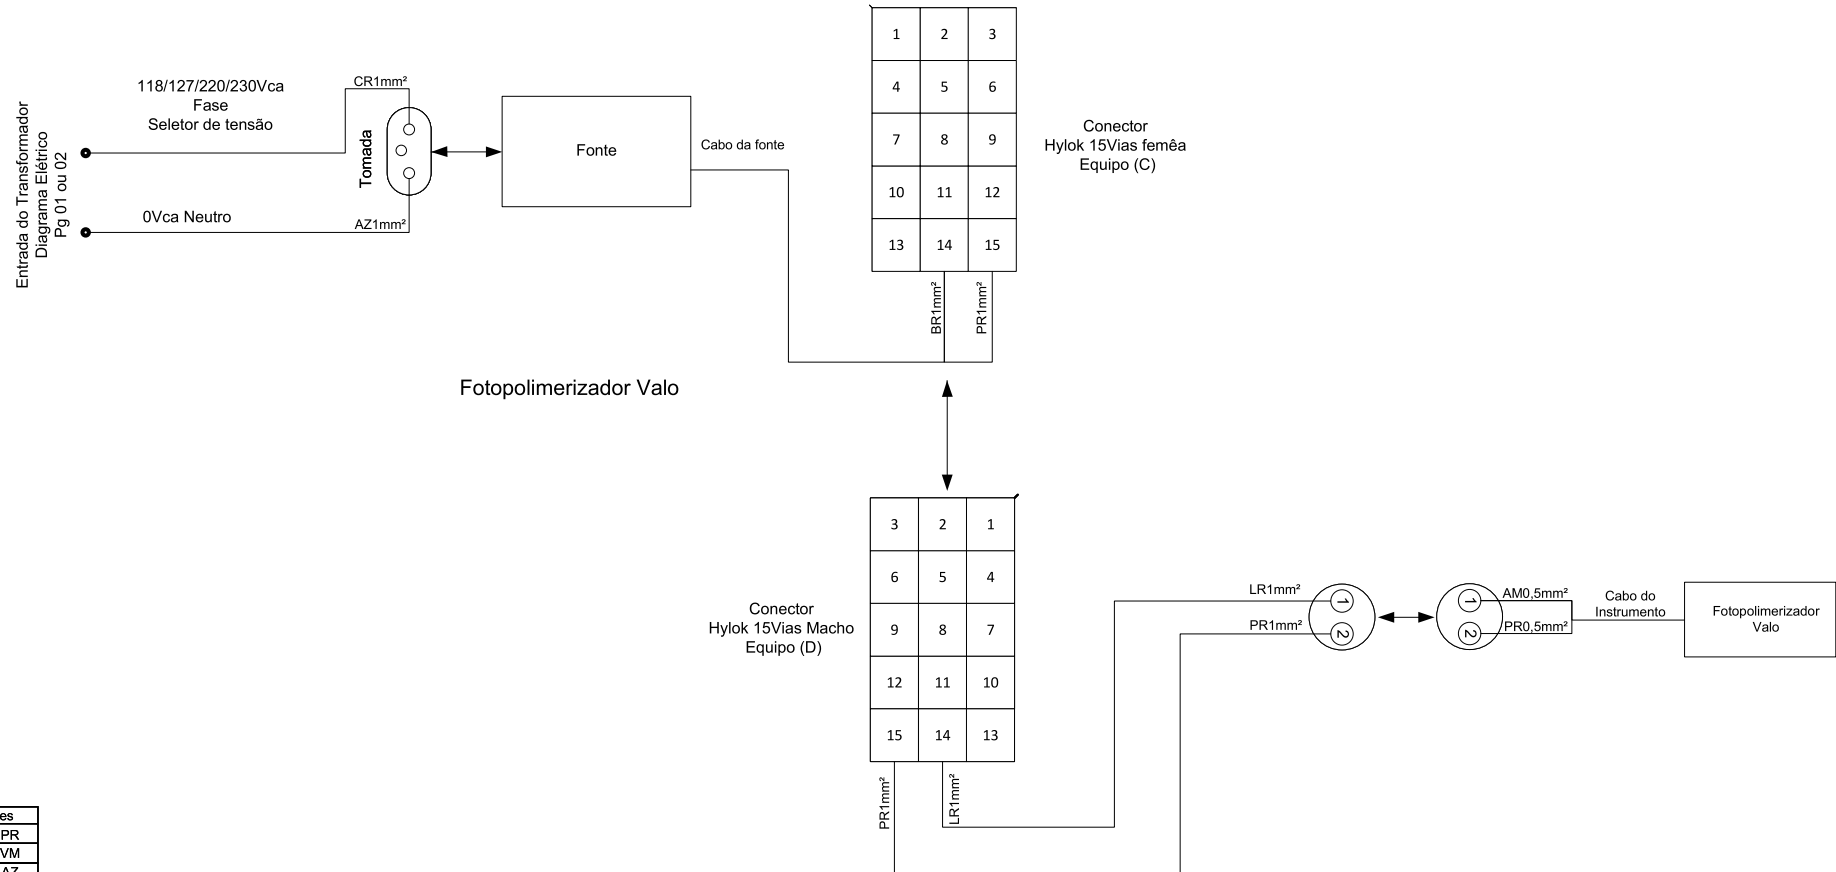 Entrada do Transformador
Diagrama Elétrico
Pg 01 ou 02
118/127/220/230Vca
Fase
Seletor de tensão
0Vca Neutro
CR1mm²
AZ1mm²
Tomada
Fonte
Cabo da fonte
1 2 3
4 5 6
7 8 9
10 11 12
13 14 15
Conector
Hylok 15Vias femêa
Equipo (C)
BR1mm²
PR1mm²
Fotopolimerizador Valo
3 2 1
6 5 4
9 8 7
12 11 10
15 14 13
Conector
Hylok 15Vias Macho
Equipo (D)
PR1mm²
LR1mm²
LR1mm²
PR1mm²
1
2
1
2
AM0,5mm²
PR0,5mm²
Cabo do
Instrumento
Fotopolimerizador
Valo
es
PR
VM